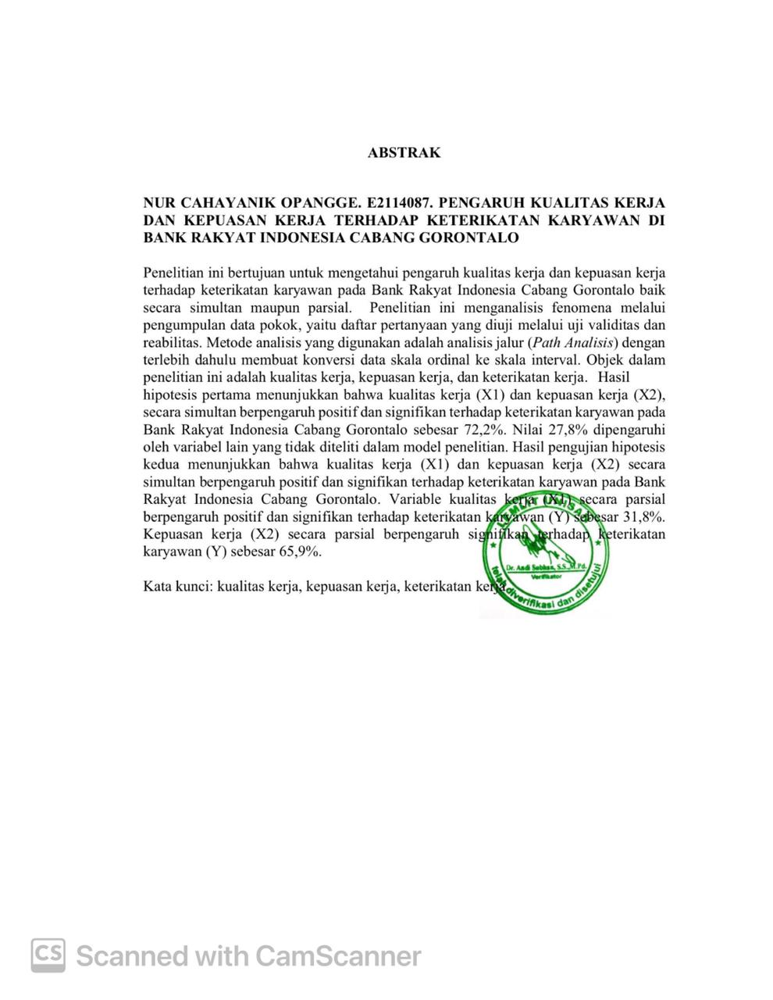 ABSTRAK
NUR CAHAYANIK OPANGGE. E2114087. PENGARUH KUALITAS KERJA
DAN KEPUASAN KERJA TERHADAP KETERIKATAN KARYAWAN DI
BANK RAKYAT INDONESIA CABANG GORONTALO
Penelitian ini bertujuan untuk mengetahui pengaruh kualitas kerja dan kepuasan kerja
terhadap keterikatan karyawan pada Bank Rakyat Indonesia Cabang Gorontalo baik
secara simultan maupun parsial. Penelitian ini menganalisis fenomena melalui
pengumpulan data pokok, yaitu daftar pertanyaan yang diuji melalui uji validitas dan
reabilitas. Metode analisis yang digunakan adalah analisis jalur (Path Analisis) dengan
terlebih dahulu membuat konversi data skala ordinal ke skala interval. Objek dalam
penelitian ini adalah kualitas kerja, kepuasan kerja, dan keterikatan kerja. Hasil
hipotesis pertama menunjukkan bahwa kualitas kerja (X1) dan kepuasan kerja (X2),
secara simultan berpengaruh positif dan signifikan terhadap keterikatan karyawan pada
Bank Rakyat Indonesia Cabang Gorontalo sebesar 72,2%. Nilai 27,8% dipengaruhi
oleh variabel lain yang tidak diteliti dalam model penelitian. Hasil pengujian hipotesis
kedua menunjukkan bahwa kualitas kerja (X1) dan kepuasan kerja (X2) secara
simultan berpengaruh positif dan signifikan terhadap keterikatan karyawan pada Bank
Rakyat Indonesia Cabang Gorontalo. Variable kualitas kerja (X1) secara parsial
berpengaruh positif dan signifikan terhadap keterikatan karyawan (Y) sebesar 31,8%.
Kepuasan kerja (X2) secara parsial berpengaruh signifikan terhadap keterikatan
karyawan (Y) sebesar 65,9%.
Kata kunci: kualitas kerja, kepuasan kerja, keterikatan kerja
LEMLIT UNISAN
Dr. Andi Subhan, S.S.,M.Pd.
Verifikator
telah diverifikasi dan disetujui
CS Scanned with CamScanner